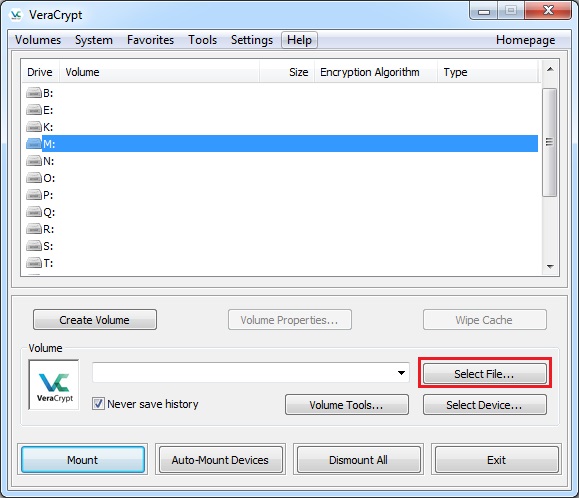 VeraCrypt
Volumes System Favorites Tools Settings Help Homepage
Drive Volume Size Encryption Algorithm Type
B:
E:
K:
M:
N:
O:
P:
Q:
R:
S:
T:
Create Volume Volume Properties... Wipe Cache
Volume
Select File...
VeraCrypt
Never save history Volume Tools... Select Device...
Mount Auto-Mount Devices Dismount All Exit